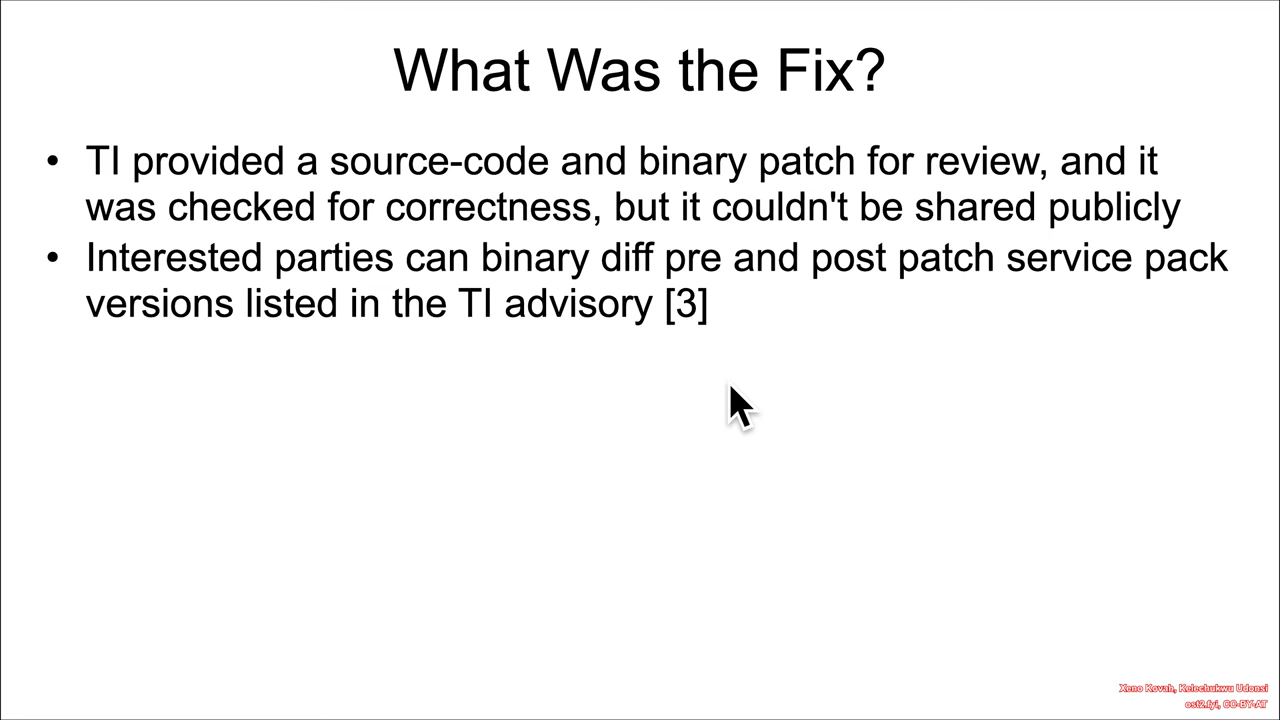 What Was the Fix?
• TI provided a source-code and binary patch for review, and it
was checked for correctness, but it couldn't be shared publicly
• Interested parties can binary diff pre and post patch service pack
versions listed in the TI advisory [3]
Xeno Kovah, Kelechukwu Udonsi
ost2.fyi, CC-BY-AT